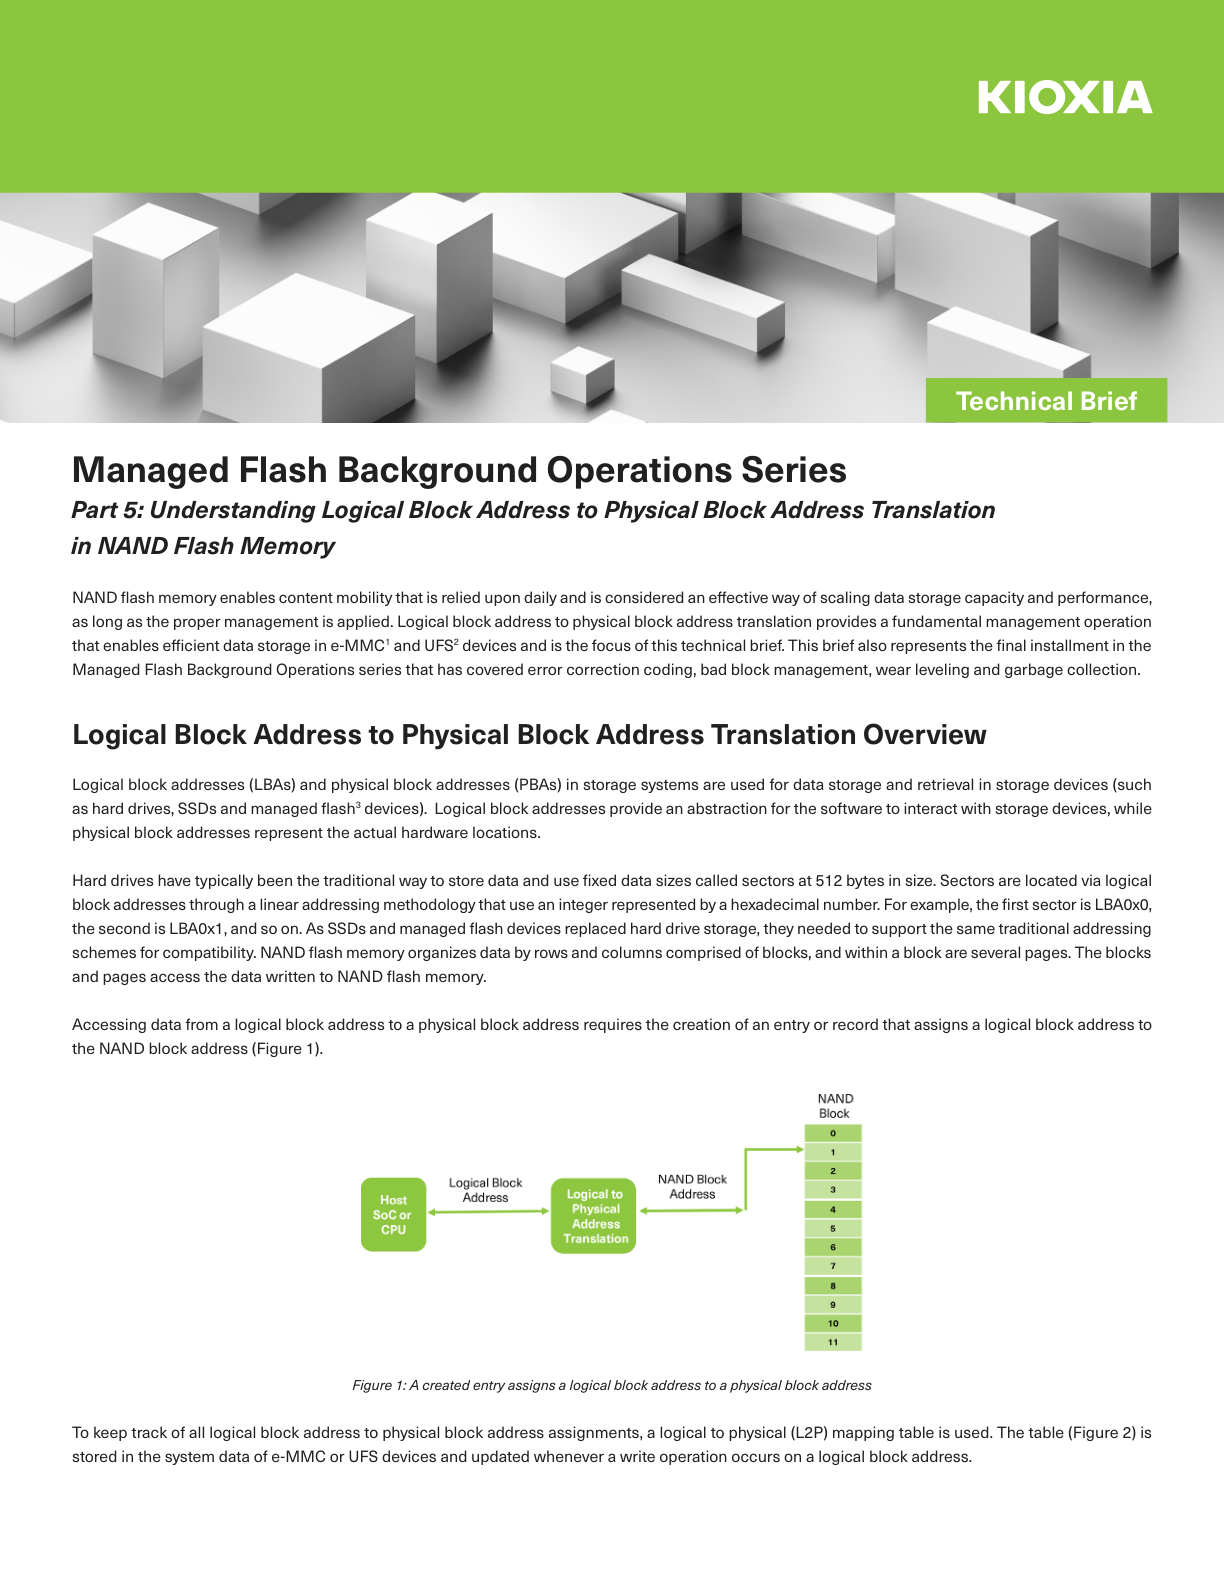 KIOXIA
Technical Brief
Managed Flash Background Operations Series
Part 5: Understanding Logical Block Address to Physical Block Address Translation
in NAND Flash Memory
NAND flash memory enables content mobility that is relied upon daily and is considered an effective way of scaling data storage capacity and performance,
as long as the proper management is applied. Logical block address to physical block address translation provides a fundamental management operation
that enables efficient data storage in e-MMC¹ and UFS² devices and is the focus of this technical brief. This brief also represents the final installment in the
Managed Flash Background Operations series that has covered error correction coding, bad block management, wear leveling and garbage collection.
Logical Block Address to Physical Block Address Translation Overview
Logical block addresses (LBAs) and physical block addresses (PBAs) in storage systems are used for data storage and retrieval in storage devices (such
as hard drives, SSDs and managed flash³ devices). Logical block addresses provide an abstraction for the software to interact with storage devices, while
physical block addresses represent the actual hardware locations.
Hard drives have typically been the traditional way to store data and use fixed data sizes called sectors at 512 bytes in size. Sectors are located via logical
block addresses through a linear addressing methodology that use an integer represented by a hexadecimal number. For example, the first sector is LBA0x0,
the second is LBA0x1, and so on. As SSDs and managed flash devices replaced hard drive storage, they needed to support the same traditional addressing
schemes for compatibility. NAND flash memory organizes data by rows and columns comprised of blocks, and within a block are several pages. The blocks
and pages access the data written to NAND flash memory.
Accessing data from a logical block address to a physical block address requires the creation of an entry or record that assigns a logical block address to
the NAND block address (Figure 1).
Host
SoC or
CPU
Logical Block
Address
Logical to
Physical
Address
Translation
NAND Block
Address
NAND
Block
0
1
2
3
4
5
6
7
8
9
10
11
Figure 1: A created entry assigns a logical block address to a physical block address
To keep track of all logical block address to physical block address assignments, a logical to physical (L2P) mapping table is used. The table (Figure 2) is
stored in the system data of e-MMC or UFS devices and updated whenever a write operation occurs on a logical block address.